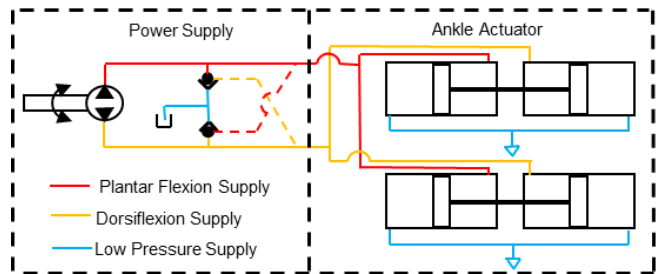 Power Supply
Ankle Actuator
Plantar Flexion Supply
Dorsiflexion Supply
Low Pressure Supply